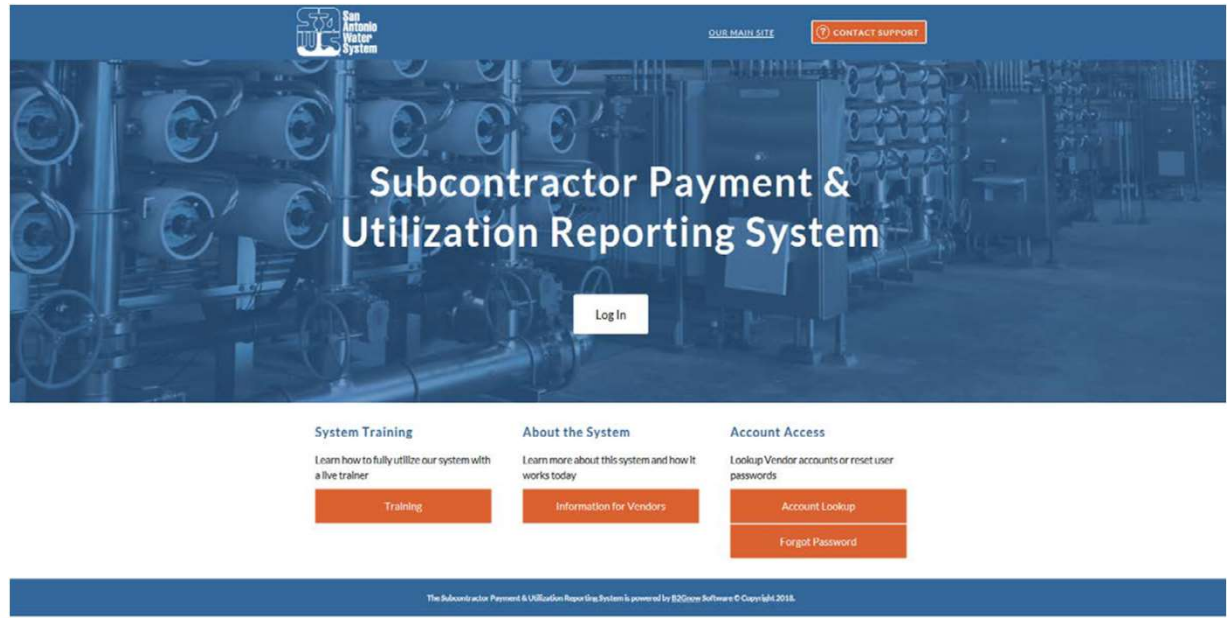 San
Antonio
Water
System
OUR MAIN SITE
? CONTACT SUPPORT
Subcontractor Payment &
Utilization Reporting System
Log In
System Training
Learn how to fully utilize our system with
a live trainer
Training
About the System
Learn more about this system and how it
works today
Information for Vendors
Account Access
Lookup Vendor accounts or reset user
passwords
Account Lookup
Forgot Password
The Subcontractor Payment & Utilization Reporting System is powered by B2Gnow Software © Copyright 2018.